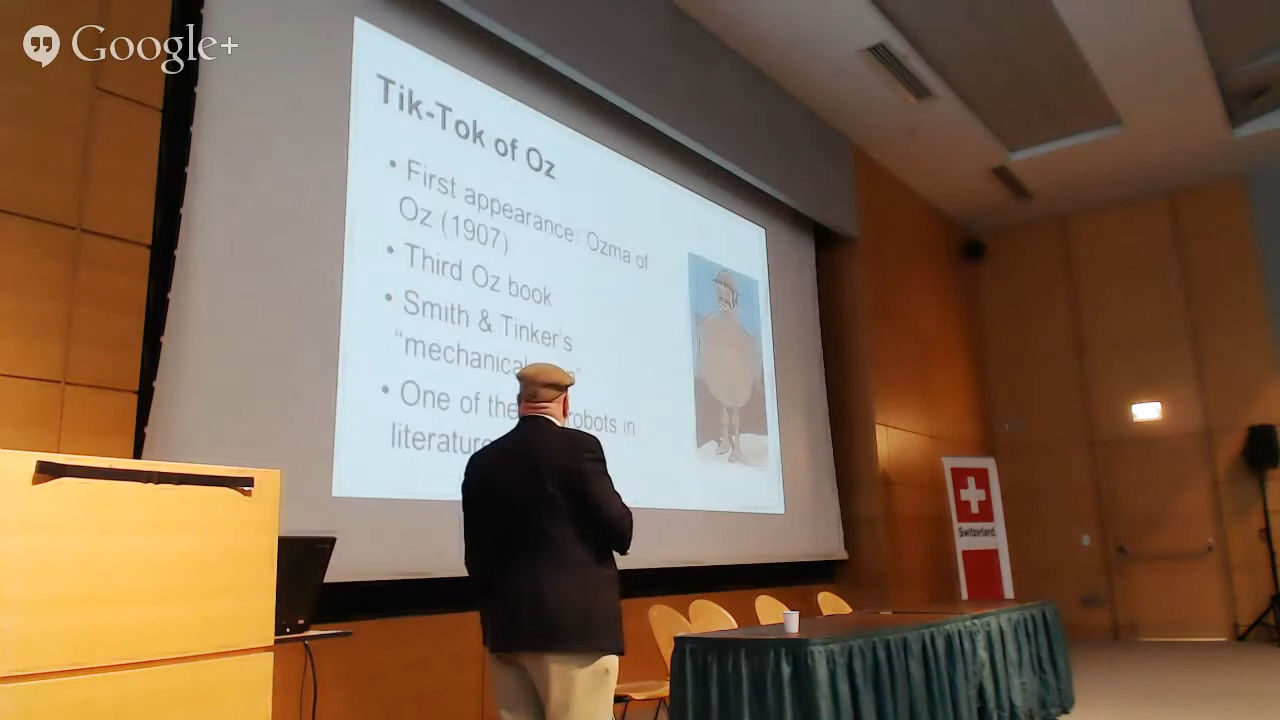 Google+
Tik-Tok of Oz
• First appearance: Ozma of
Oz (1907)
• Third Oz book
• Smith & Tinker's
"mechanical
• One of the robots in
literature
Switzerland